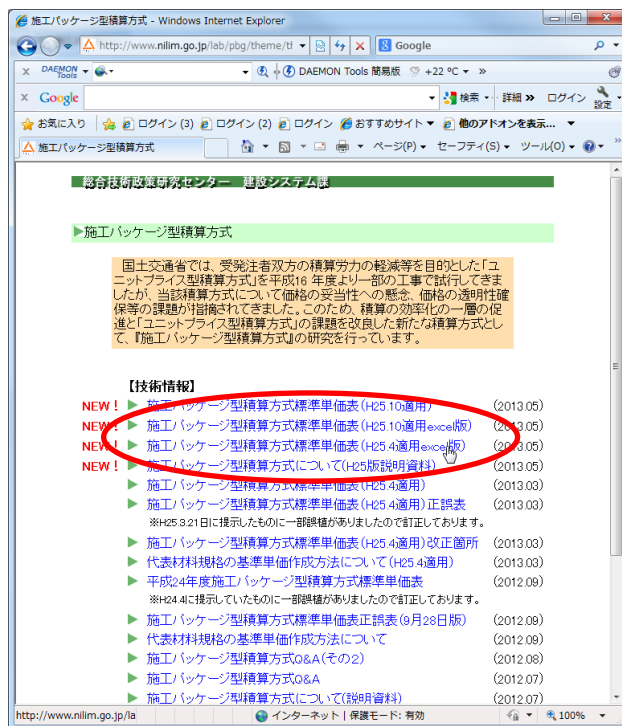 施工パッケージ型積算方式 - Windows Internet Explorer
http://www.nilim.go.jp/lab/pbg/theme/tl
Google
DAEMON Tools
DAEMON Tools 簡易版
+22 ℃
Google
検索
詳細 »
ログイン
設定
お気に入り
ログイン (3)
ログイン (2)
ログイン
おすすめサイト
他のアドオンを表示...
施工パッケージ型積算方式
ページ(P)
セーフティ(S)
ツール(O)
総合技術政策研究センター 建設システム課
施工パッケージ型積算方式
国土交通省では、受発注者双方の積算労力の軽減等を目的とした「ユ
ニットプライス型積算方式」を平成16 年度より一部の工事で試行してきま
したが、当該積算方式について価格の妥当性への懸念、価格の透明性確
保等の課題が指摘されてきました。このため、積算の効率化の一層の促
進と「ユニットプライス型積算方式」の課題を改良した新たな積算方式とし
て、『施工パッケージ型積算方式』の研究を行っています。
【技術情報】
NEW! 施工パッケージ型積算方式標準単価表(H25.10適用) (2013.05)
NEW! 施工パッケージ型積算方式標準単価表(H25.10適用excel版) (2013.05)
NEW! 施工パッケージ型積算方式標準単価表(H25.4適用excel版) (2013.05)
NEW! 施工パッケージ型積算方式について(H25版説明資料) (2013.05)
施工パッケージ型積算方式標準単価表(H25.4適用) (2013.03)
施工パッケージ型積算方式標準単価表(H25.4適用)正誤表 (2013.03)
※H25.3.21日に提示したものに一部誤植がありましたので訂正しております。
施工パッケージ型積算方式標準単価表(H25.4適用)改正箇所 (2013.03)
代表材料規格の基準単価作成方法について(H25.4適用) (2013.03)
平成24年度施工パッケージ型積算方式標準単価表 (2012.09)
※H24.4に提示していたものに一部誤植がありましたので訂正しております。
施工パッケージ型積算方式標準単価表正誤表(9月28日版) (2012.09)
代表材料規格の基準単価作成方法について (2012.09)
施工パッケージ型積算方式Q&A(その2) (2012.08)
施工パッケージ型積算方式Q&A (2012.07)
施工パッケージ型積算方式について(説明資料) (2012.07)
http://www.nilim.go.jp/la
インターネット | 保護モード: 有効
100%